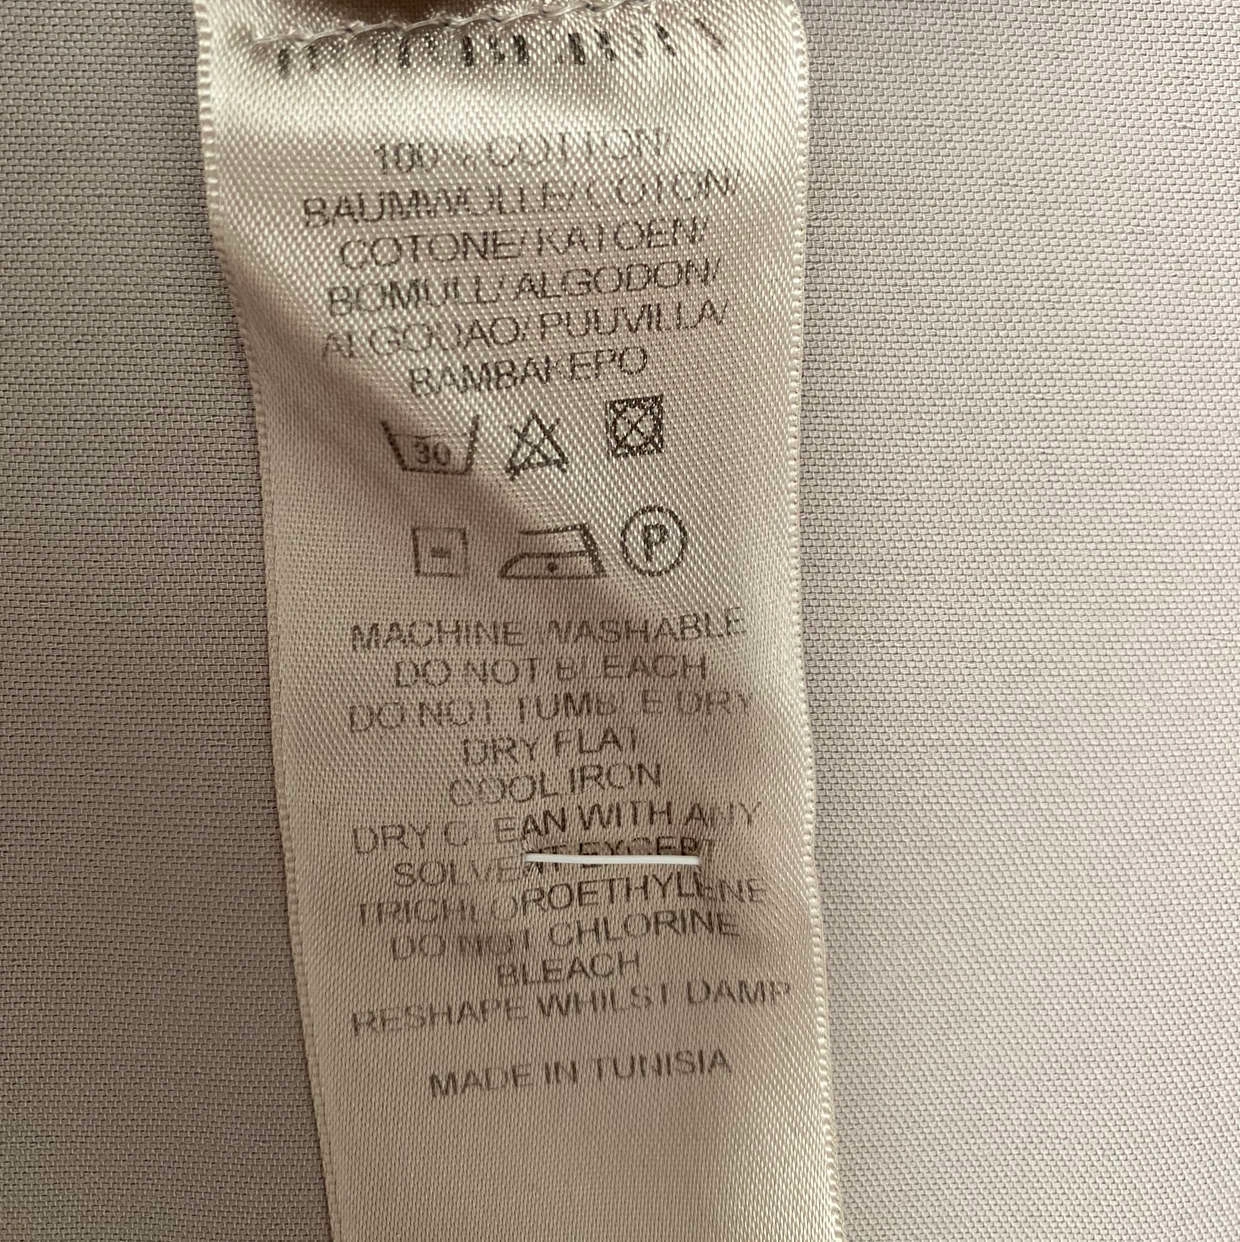 100% COTTON/
BAUMWOLLE/COTON/
COTONE/KATOEN/
BOMULL/ALGODON/
ALGODAO/PUUVILLA/
BAMBAKEPO
30
P
MACHINE WASHABLE
DO NOT BLEACH
DO NOT TUMBLE DRY
DRY FLAT
COOL IRON
DRY CLEAN WITH ANY
SOLVENT EXCEPT
TRICHLOROETHYLENE
DO NOT CHLORINE
BLEACH
RESHAPE WHILST DAMP
MADE IN TUNISIA